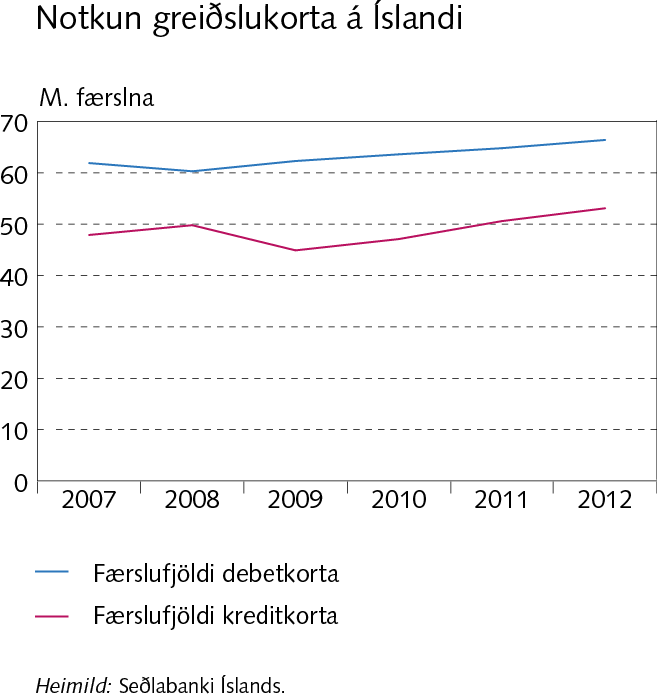 Notkun greiðslukorta á Íslandi
M. færslna
70
60
50
40
30
20
10
0
2007 2008 2009 2010 2011 2012
Færslufjöldi debetkorta
Færslufjöldi kreditkorta
Heimild: Seðlabanki Íslands.